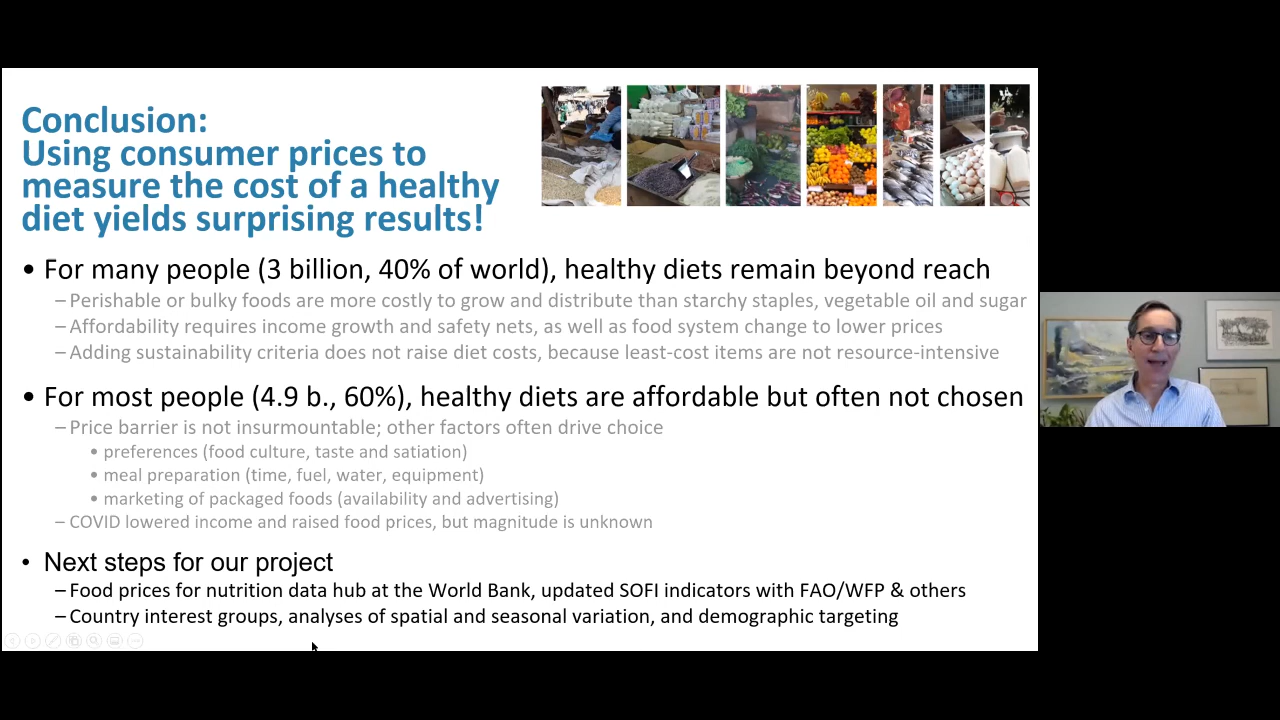 Conclusion:
Using consumer prices to
measure the cost of a healthy
diet yields surprising results!
• For many people (3 billion, 40% of world), healthy diets remain beyond reach
– Perishable or bulky foods are more costly to grow and distribute than starchy staples, vegetable oil and sugar
– Affordability requires income growth and safety nets, as well as food system change to lower prices
– Adding sustainability criteria does not raise diet costs, because least-cost items are not resource-intensive
• For most people (4.9 b., 60%), healthy diets are affordable but often not chosen
– Price barrier is not insurmountable; other factors often drive choice
• preferences (food culture, taste and satiation)
• meal preparation (time, fuel, water, equipment)
• marketing of packaged foods (availability and advertising)
– COVID lowered income and raised food prices, but magnitude is unknown
• Next steps for our project
– Food prices for nutrition data hub at the World Bank, updated SOFI indicators with FAO/WFP & others
– Country interest groups, analyses of spatial and seasonal variation, and demographic targeting